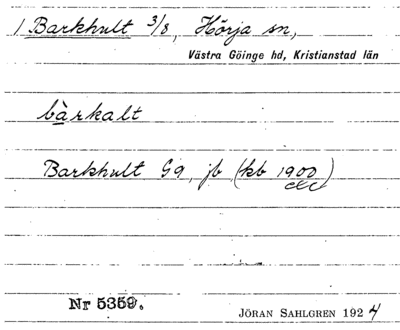 1 Barkhult 3/8, Hörja sn,
Västra Göinge hd, Kristianstad län
bàrkalt
Barkhult G9, jb (kb 1900)
Nr 5359.
JÖRAN SAHLGREN 1924